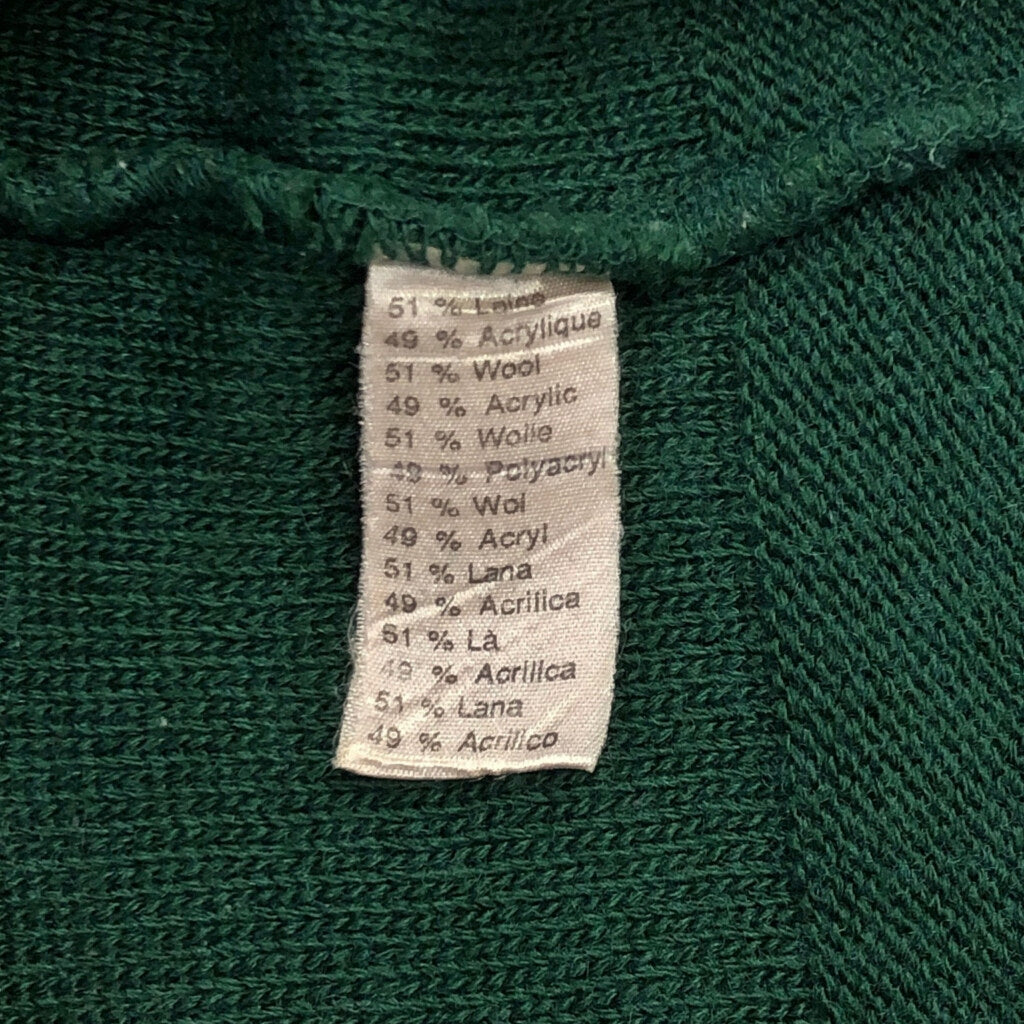 51 % Laine
49 % Acrylique
51 % Wool
49 % Acrylic
51 % Wolle
49 % Polyacryl
51 % Wol
49 % Acryl
51 % Lana
49 % Acrilica
51 % Là
49 % Acrilica
51 % Lana
49 % Acrilico